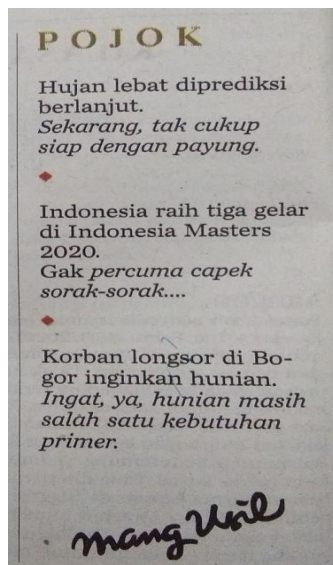 POJOK
Hujan lebat diprediksi
berlanjut.
Sekarang, tak cukup
siap dengan payung.
Indonesia raih tiga gelar
di Indonesia Masters
2020.
Gak percuma capek
sorak-sorak....
Korban longsor di Bo-
gor inginkan hunian.
Ingat, ya, hunian masih
salah satu kebutuhan
primer.
mang Usil